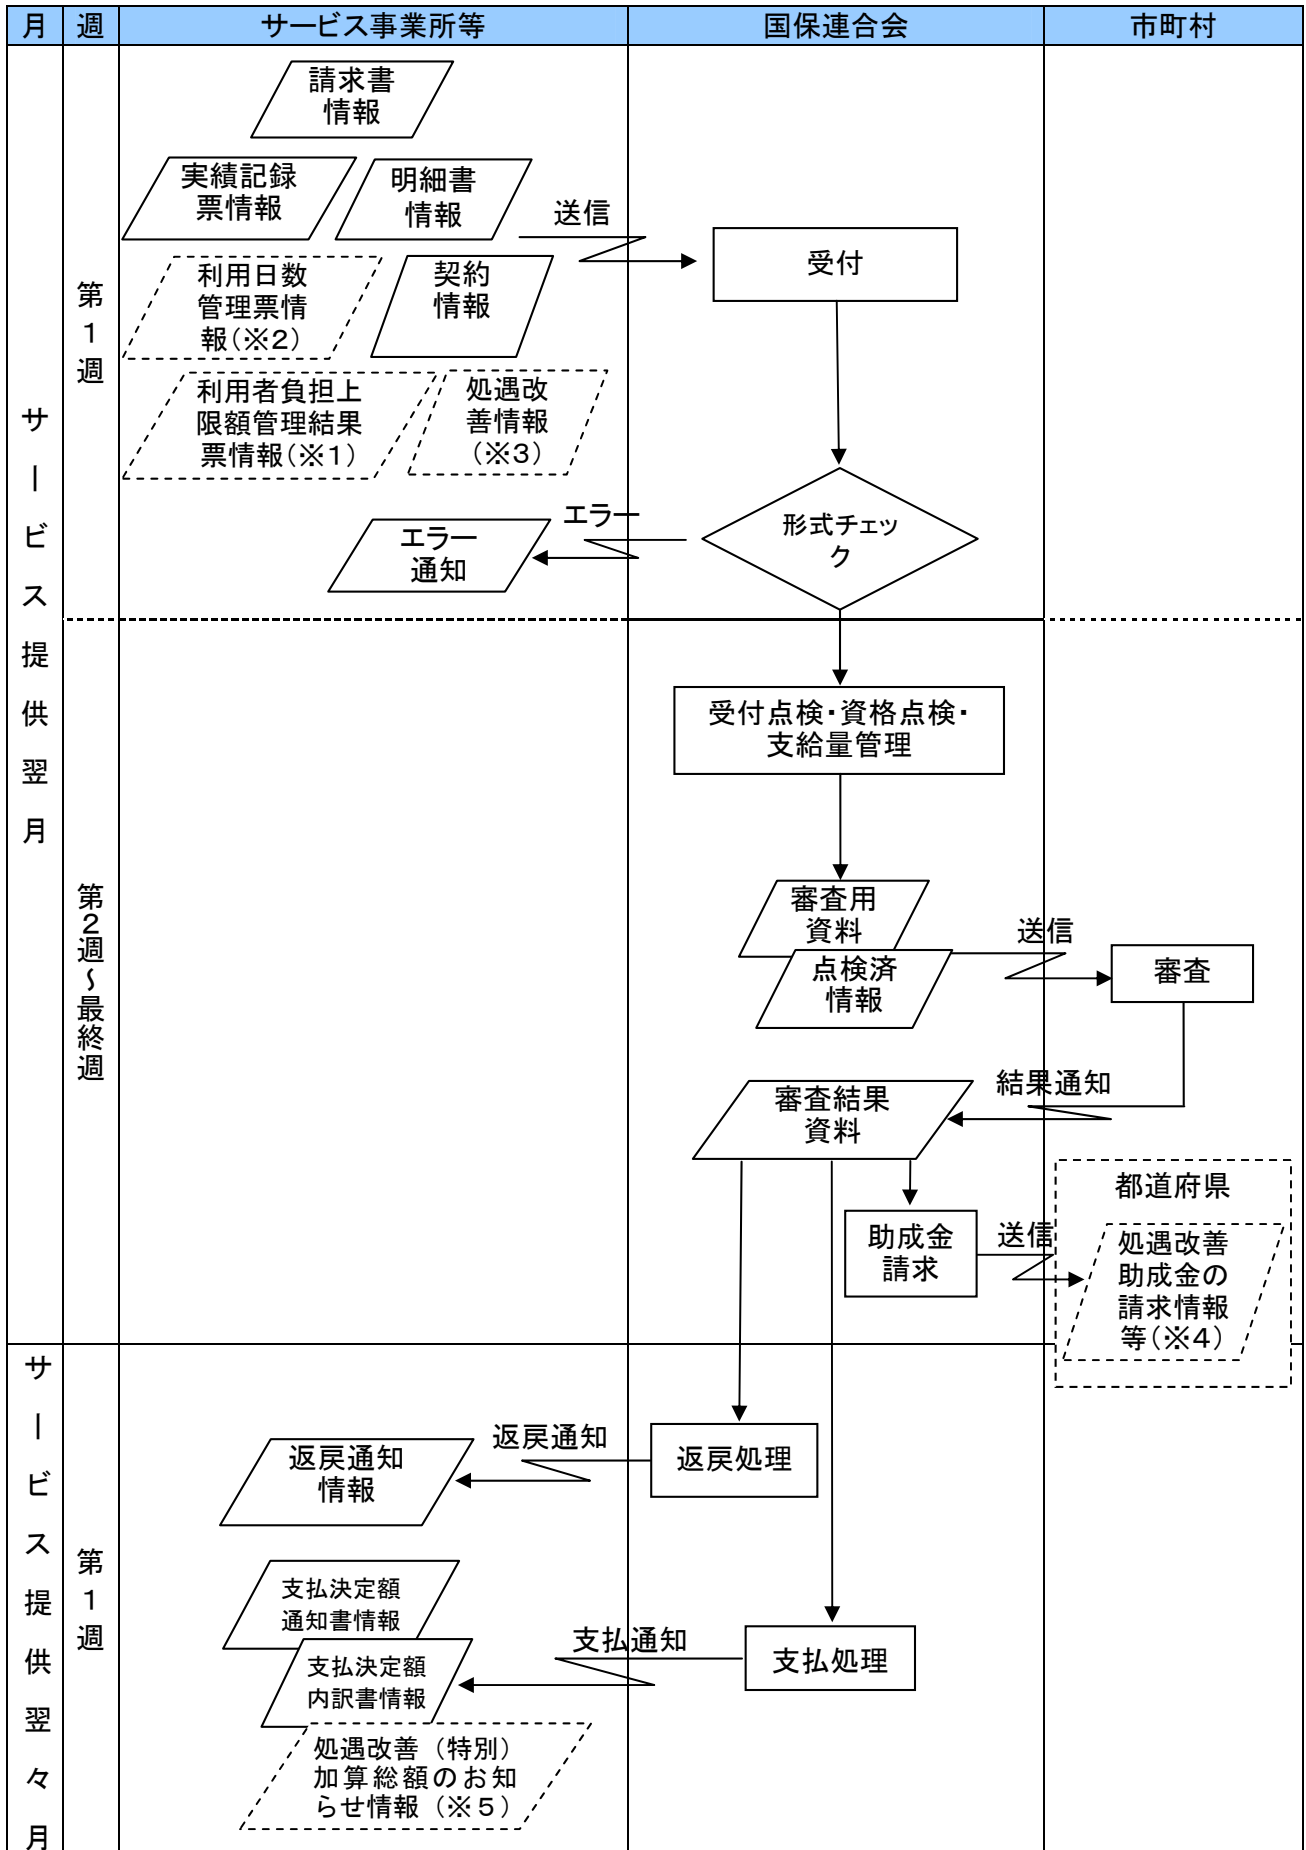 月 週 サービス事業所等 国保連合会 市町村
サービス提供翌月
第1週
請求書
情報
実績記録
票情報
明細書
情報
送信
受付
利用日数
管理票情
報(※2)
契約
情報
利用者負担上
限額管理結果
票情報(※1)
処遇改
善情報
(※3)
エラー
エラー
通知
形式チェッ
ク
第2週～最終週
受付点検・資格点検・
支給量管理
審査用
資料
点検済
情報
送信
審査
結果通知
審査結果
資料
助成金
請求
送信
都道府県
処遇改善
助成金の
請求情報
等(※4)
サービス提供翌々月
第1週
返戻処理
返戻通知
返戻通知
情報
支払決定額
通知書情報
支払処理
支払通知
支払決定額
内訳書情報
処遇改善（特別）
加算総額のお知
らせ情報（※５）